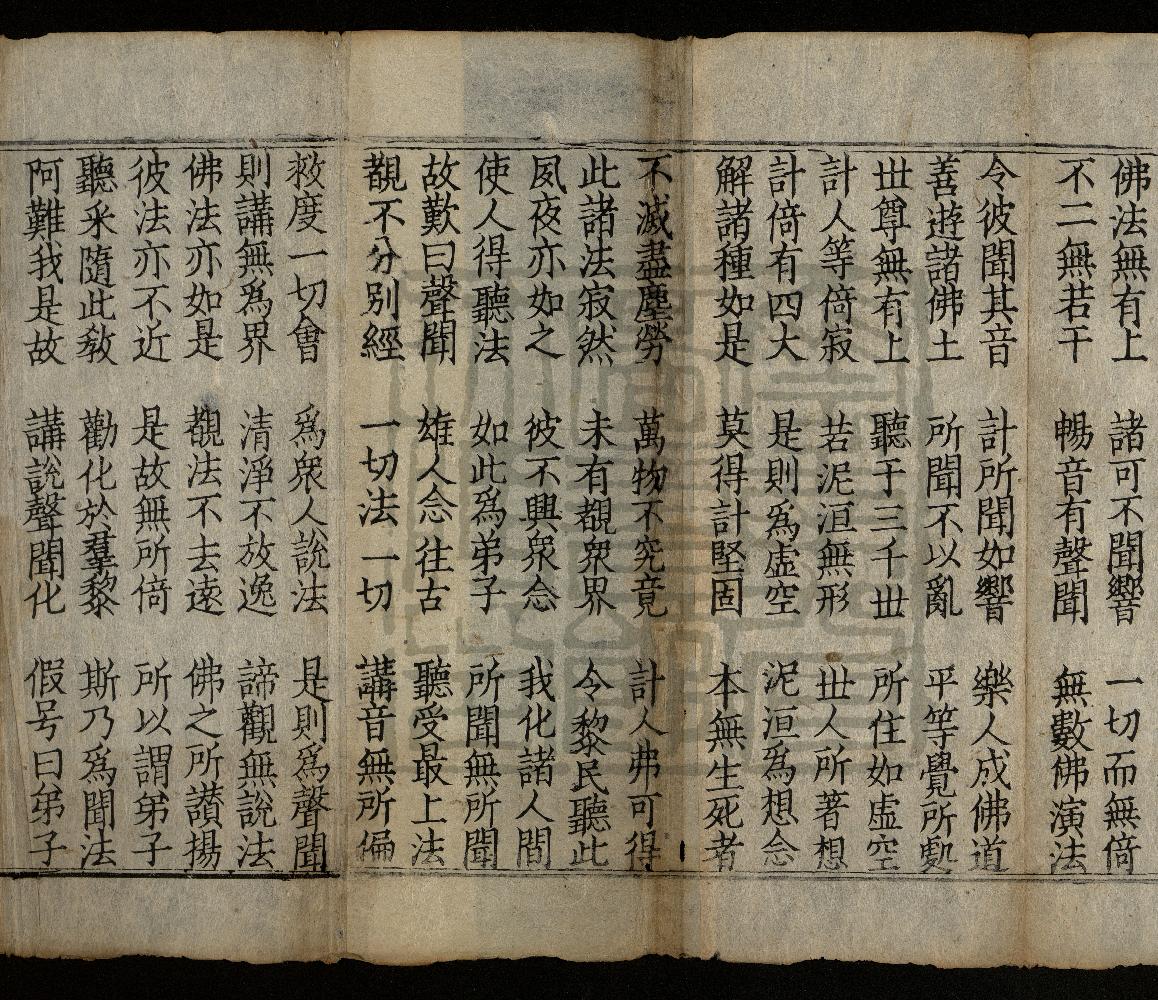 佛法無有上　諸可不聞響　一切而無倚
不二無若干　暢音有聲聞　無數佛演法
令彼聞其音　計所聞如響　樂人成佛道
善遊諸佛土　所聞不以亂　平等覺所
世尊無有上　聽于三千世　所住如虛空
計人等倚寂　若泥洹無形　世人所著想
計倚有四大　是則為虛空　泥洹為想念
解諸種如是　莫得計堅固　本無生死者
不滅盡塵勞　萬物不究竟　計人弗可得
此諸法寂然　未有覩眾界　令黎民聽此
夙夜亦如之　彼不興衆念　我化諸人間
使人得聽法　如此為弟子　所聞無所聞
故歎曰聲聞　雄人念往古　聽受最上法
覩不分別經　一切法一切　講音無所偏
救度一切會　為衆人說法　是則為聲聞
則講無為界　清淨不放逸　諦觀無說法
佛法亦如是　覩法不去遠　佛之所讃揚
彼法亦不近　是故無所倚　所以謂弟子
聽釆隨此敎　勸化於羣黎　斯乃為聞法
阿難我是故　講說聲聞化　假号曰弟子